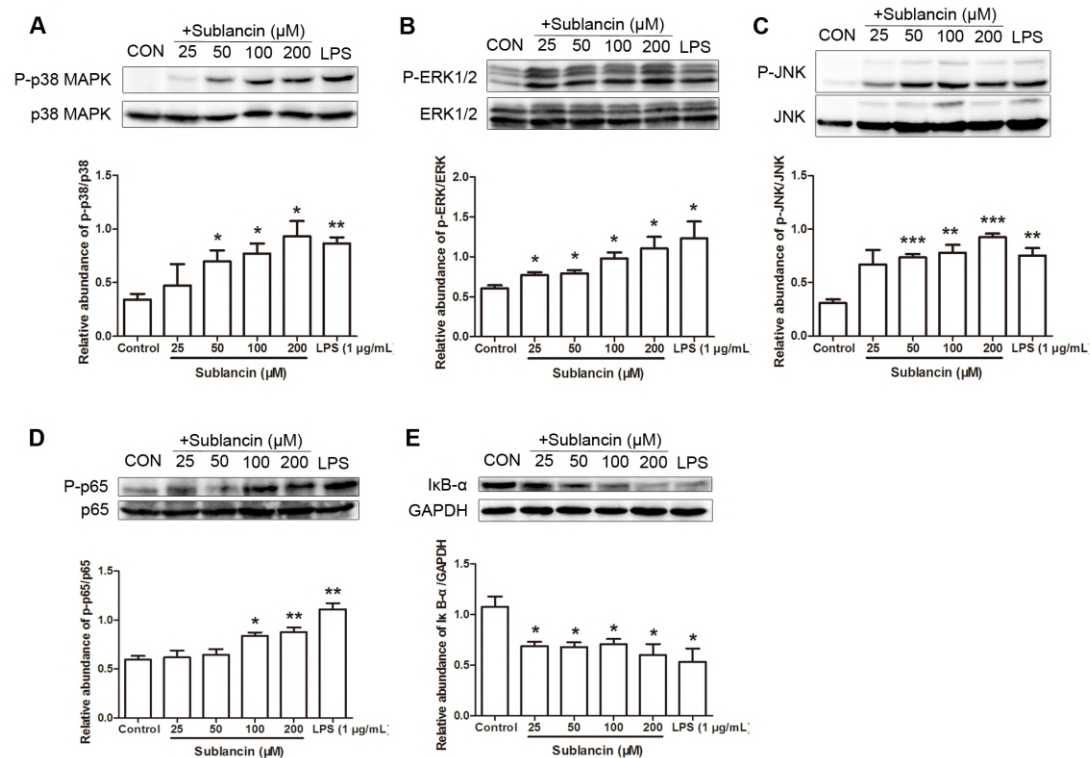 A
+Sublancin (µM)
CON 25 50 100 200 LPS
P-p38 MAPK
p38 MAPK
Relative abundance of p-p38/p38
1.5
1.0
0.5
0.0
* * * **
Control 25 50 100 200 LPS (1 µg/mL)
Sublancin (µM)
B
+Sublancin (µM)
CON 25 50 100 200 LPS
P-ERK1/2
ERK1/2
Relative abundance of p-ERK/ERK
2.0
1.5
1.0
0.5
0.0
* * * * *
Control 25 50 100 200 LPS (1 µg/mL)
Sublancin (µM)
C
+Sublancin (µM)
CON 25 50 100 200 LPS
P-JNK
JNK
Relative abundance of p-JNK/JNK
1.5
1.0
0.5
0.0
*** ** *** **
Control 25 50 100 200 LPS (1 µg/mL)
Sublancin (µM)
D
+Sublancin (µM)
CON 25 50 100 200 LPS
P-p65
p65
Relative abundance of p-p65/p65
1.5
1.0
0.5
0.0
* ** **
Control 25 50 100 200 LPS (1 µg/mL)
Sublancin (µM)
E
+Sublancin (µM)
CON 25 50 100 200 LPS
IκB-α
GAPDH
Relative abundance of Iκ B-α /GAPDH
1.5
1.0
0.5
0.0
* * * * *
Control 25 50 100 200 LPS (1 µg/mL)
Sublancin (µM)